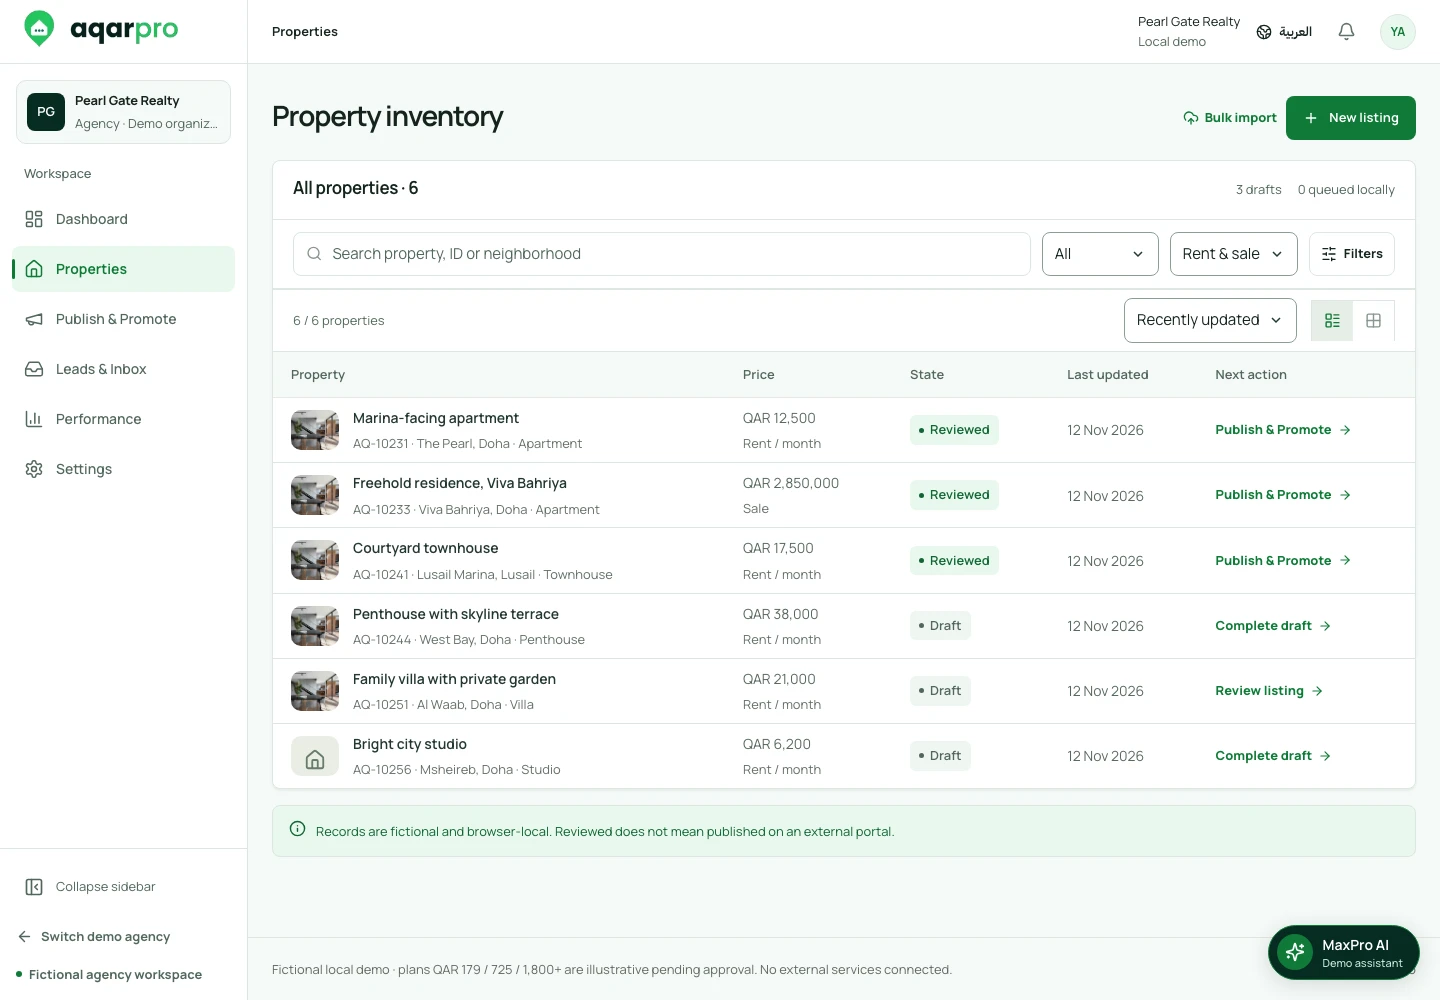 aqarpro
Properties
Pearl Gate Realty
Local demo
العربية
YA
PG
Pearl Gate Realty
Agency · Demo organiz...
Workspace
Dashboard
Properties
Publish & Promote
Leads & Inbox
Performance
Settings
Collapse sidebar
Switch demo agency
Fictional agency workspace
Property inventory
Bulk import
New listing
All properties · 6
3 drafts
0 queued locally
Search property, ID or neighborhood
All
Rent & sale
Filters
6 / 6 properties
Recently updated
Property
Price
State
Last updated
Next action
Marina-facing apartment
AQ-10231 · The Pearl, Doha · Apartment
QAR 12,500
Rent / month
Reviewed
12 Nov 2026
Publish & Promote
Freehold residence, Viva Bahriya
AQ-10233 · Viva Bahriya, Doha · Apartment
QAR 2,850,000
Sale
Reviewed
12 Nov 2026
Publish & Promote
Courtyard townhouse
AQ-10241 · Lusail Marina, Lusail · Townhouse
QAR 17,500
Rent / month
Reviewed
12 Nov 2026
Publish & Promote
Penthouse with skyline terrace
AQ-10244 · West Bay, Doha · Penthouse
QAR 38,000
Rent / month
Draft
12 Nov 2026
Complete draft
Family villa with private garden
AQ-10251 · Al Waab, Doha · Villa
QAR 21,000
Rent / month
Draft
12 Nov 2026
Review listing
Bright city studio
AQ-10256 · Msheireb, Doha · Studio
QAR 6,200
Rent / month
Draft
12 Nov 2026
Complete draft
Records are fictional and browser-local. Reviewed does not mean published on an external portal.
Fictional local demo · plans QAR 179 / 725 / 1,800+ are illustrative pending approval. No external services connected.
MaxPro AI
Demo assistant